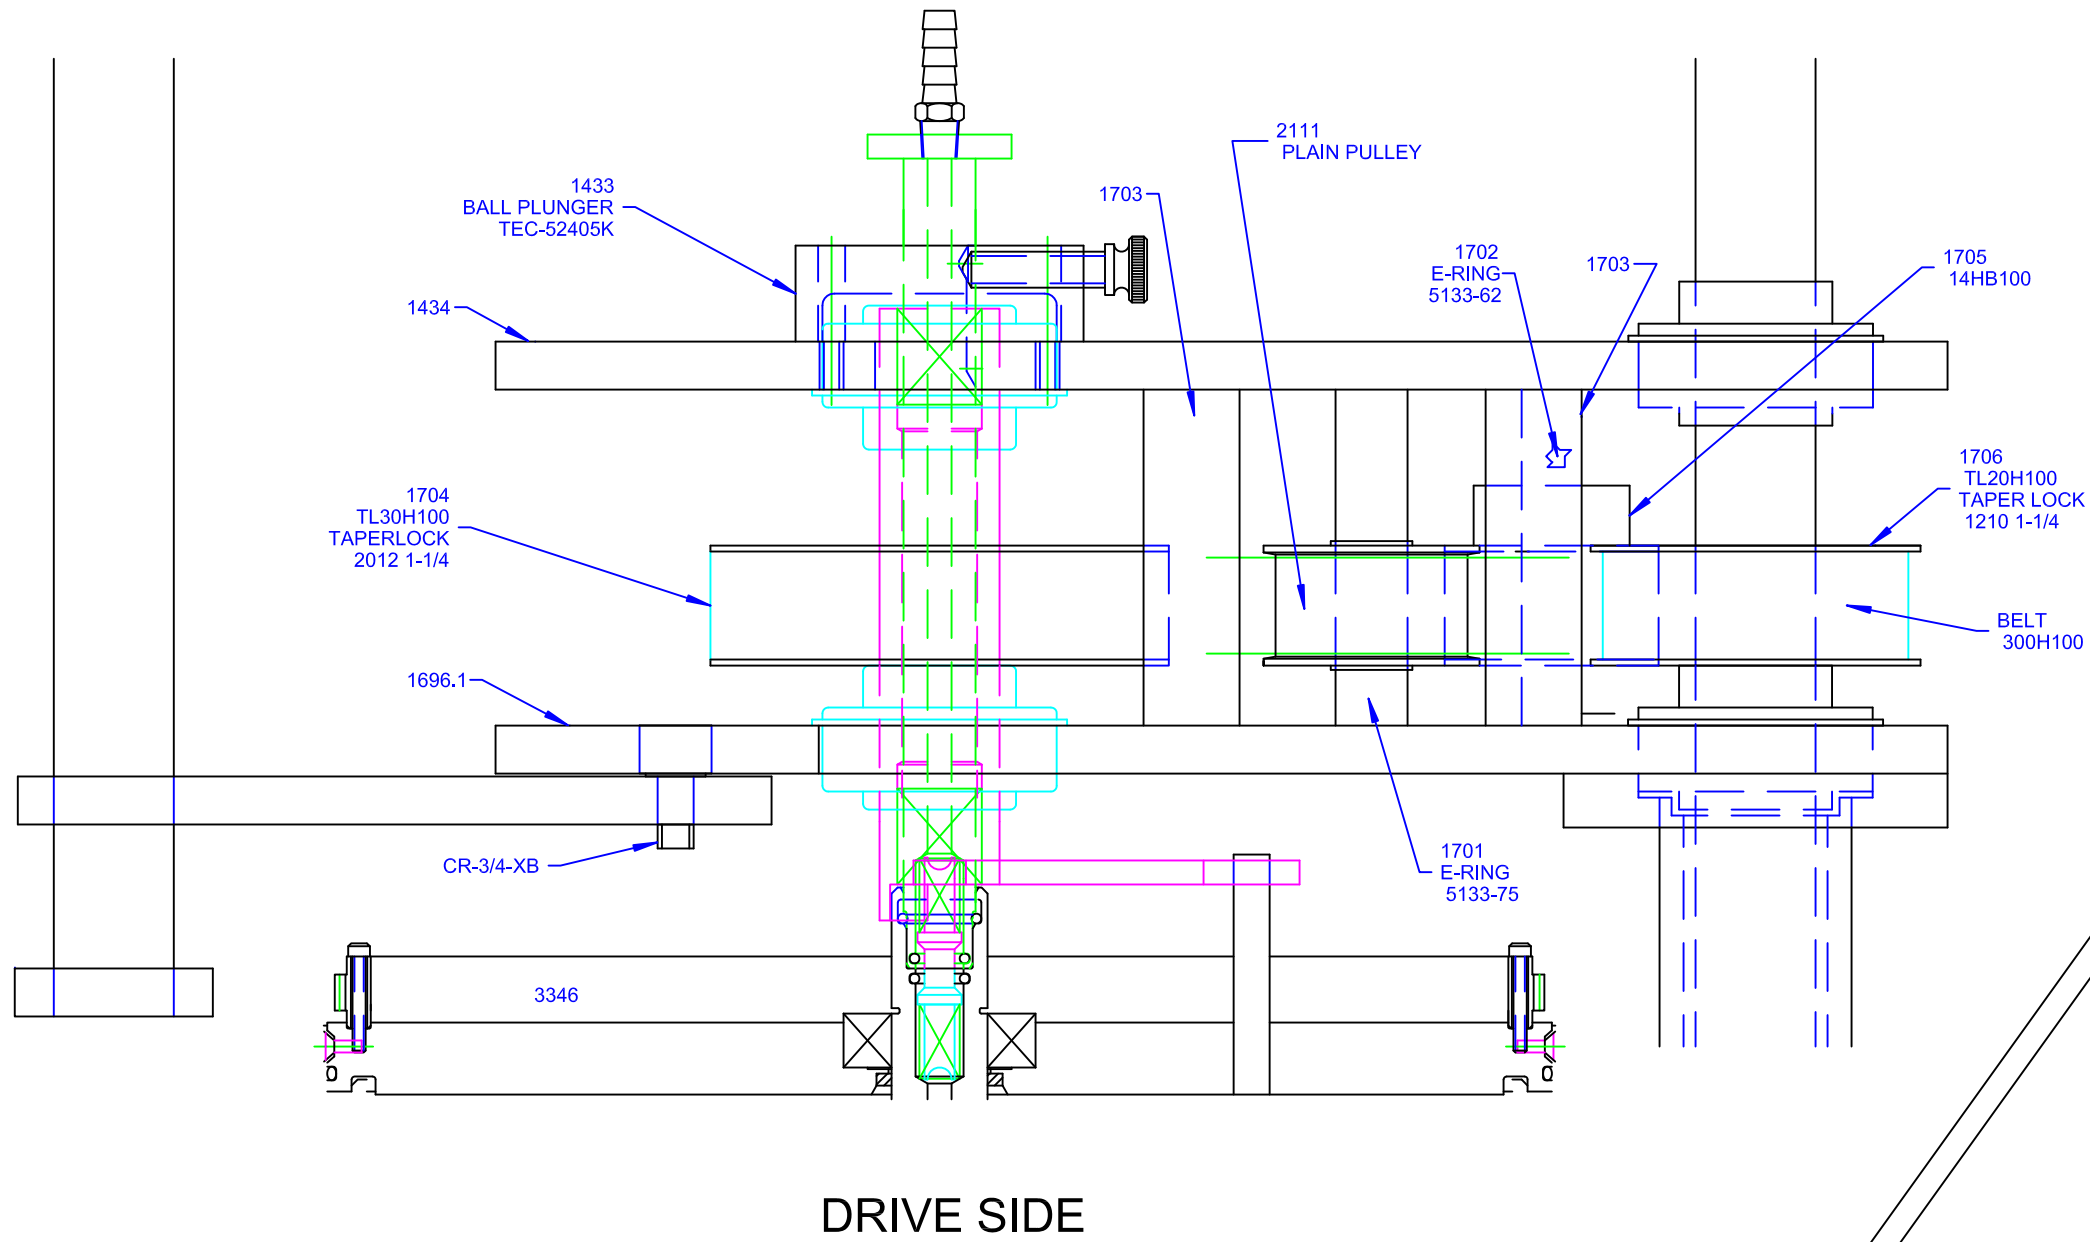 2111
PLAIN PULLEY
1433
BALL PLUNGER
TEC-52405K
1703
1702
E-RING
5133-62
1703
1705
14HB100
1434
1704
TL30H100
TAPERLOCK
2012 1-1/4
1706
TL20H100
TAPER LOCK
1210 1-1/4
BELT
300H100
1696.1
CR-3/4-XB
1701
E-RING
5133-75
3346
DRIVE SIDE